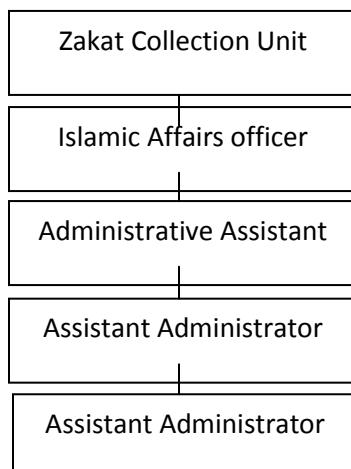 Zakat Collection Unit
Islamic Affairs officer
Administrative Assistant
Assistant Administrator
Assistant Administrator